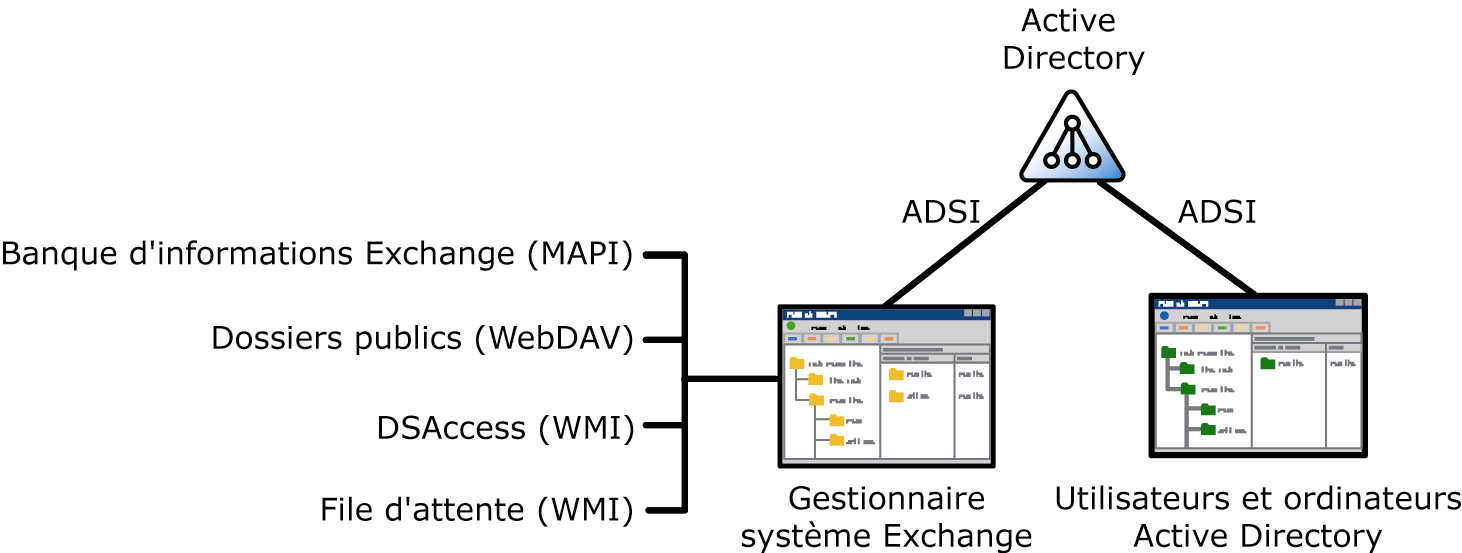 Active
Directory
ADSI
ADSI
Banque d'informations Exchange (MAPI)
Dossiers publics (WebDAV)
DSAccess (WMI)
File d'attente (WMI)
Gestionnaire
système Exchange
Utilisateurs et ordinateurs
Active Directory